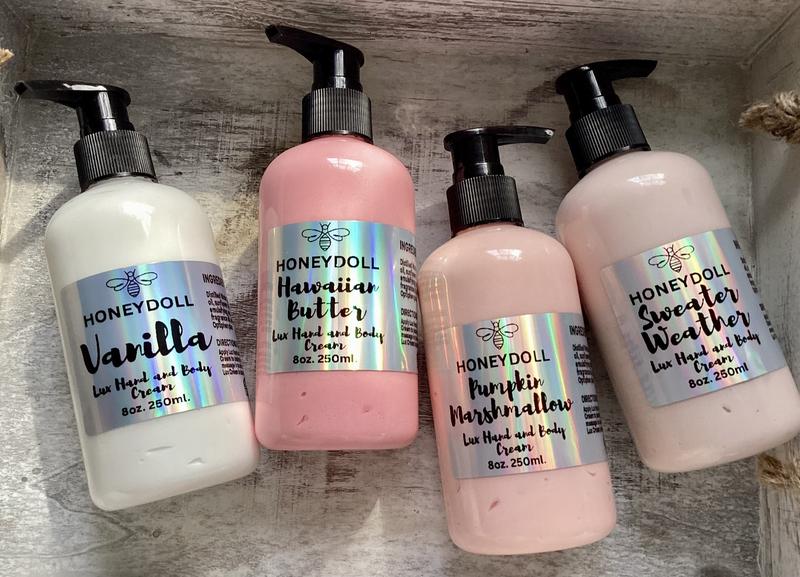 HONEYDOLL
Vanilla
Lux Hand and Body
Cream
8oz. 250ml.
HONEYDOLL
Hawaiian
Butter
Lux Hand and Body
Cream
8oz. 250ml.
HONEYDOLL
Pumpkin
Marshmallow
Lux Hand and Body
Cream
8oz. 250ml.
HONEYDOLL
Sweater
Weather
Lux Hand and Body
Cream
8oz. 250ml.